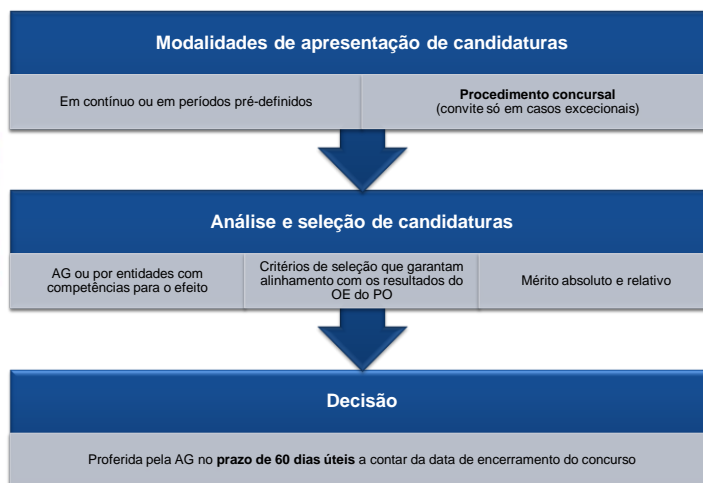 Modalidades de apresentação de candidaturas
Em contínuo ou em períodos pré-definidos
Procedimento concursal
(convite só em casos excecionais)
Análise e seleção de candidaturas
AG ou por entidades com
competências para o efeito
Critérios de seleção que garantam
alinhamento com os resultados do
OE do PO
Mérito absoluto e relativo
Decisão
Proferida pela AG no prazo de 60 dias úteis a contar da data de encerramento do concurso